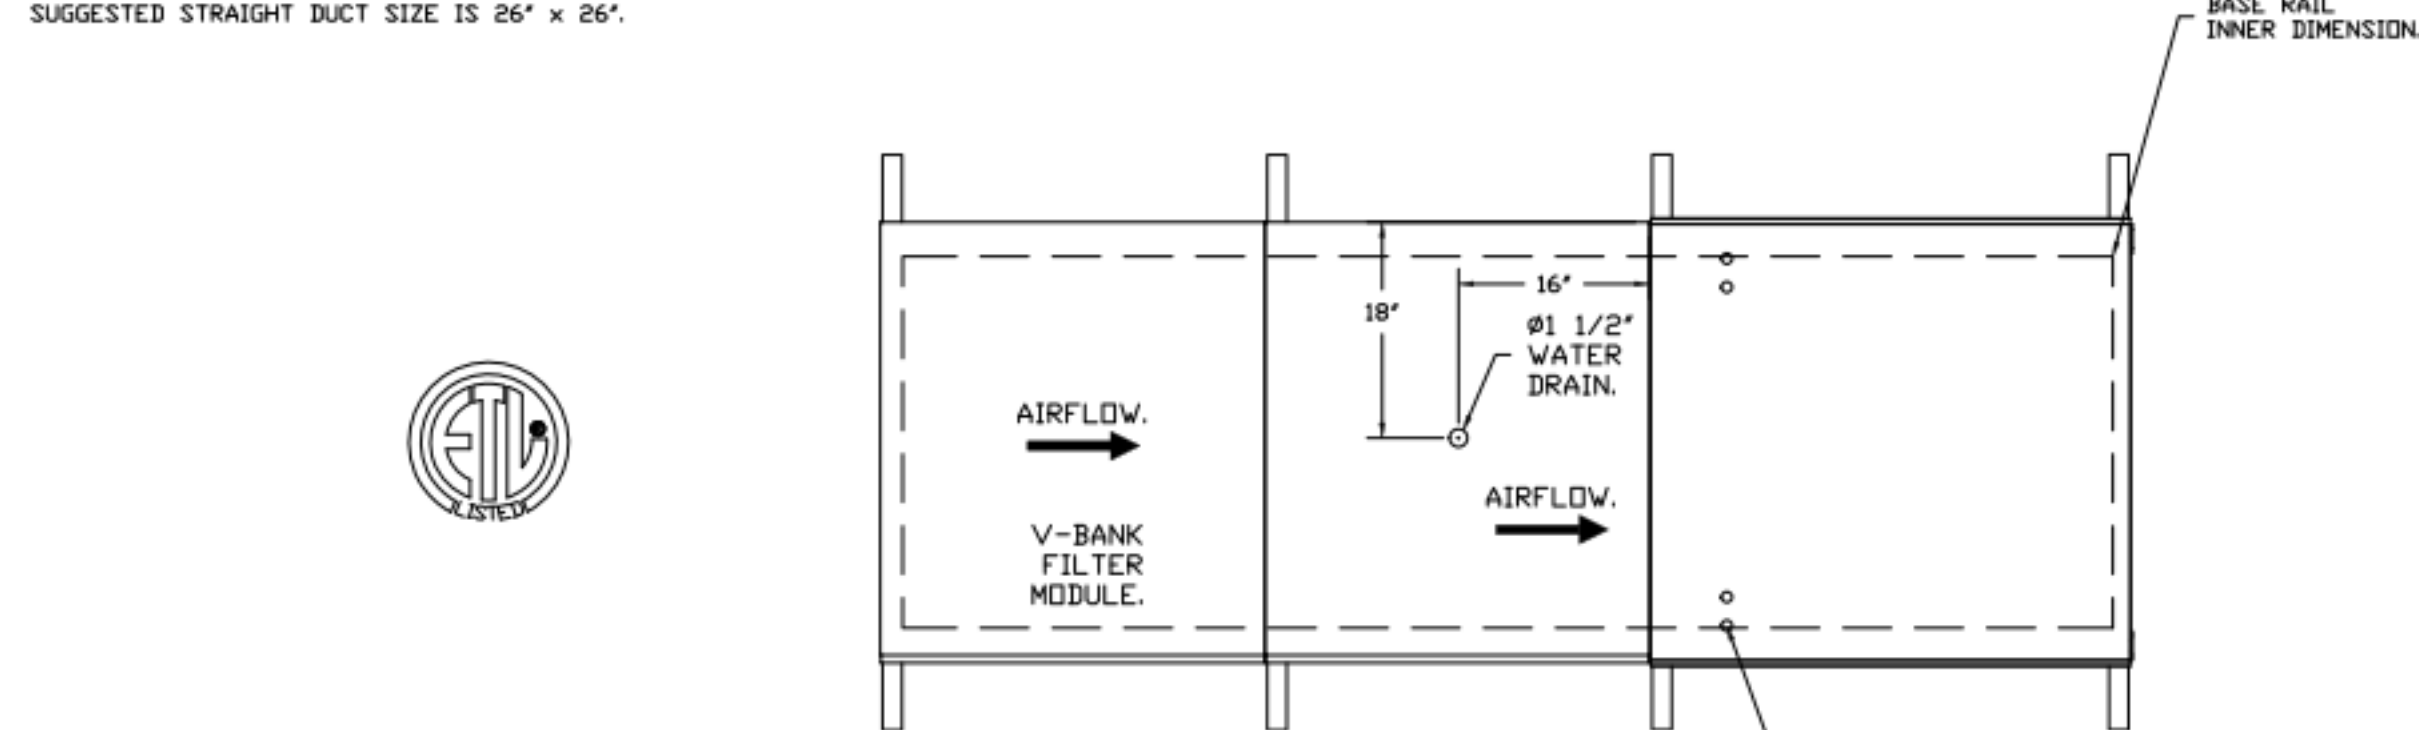 SUGGESTED STRAIGHT DUCT SIZE IS 26" x 26".
BASE RAIL
INNER DIMENSION.
16"
18"
Ø1 1/2"
WATER
DRAIN.
AIRFLOW.
AIRFLOW.
V-BANK
FILTER
MODULE.
ETL
LISTED